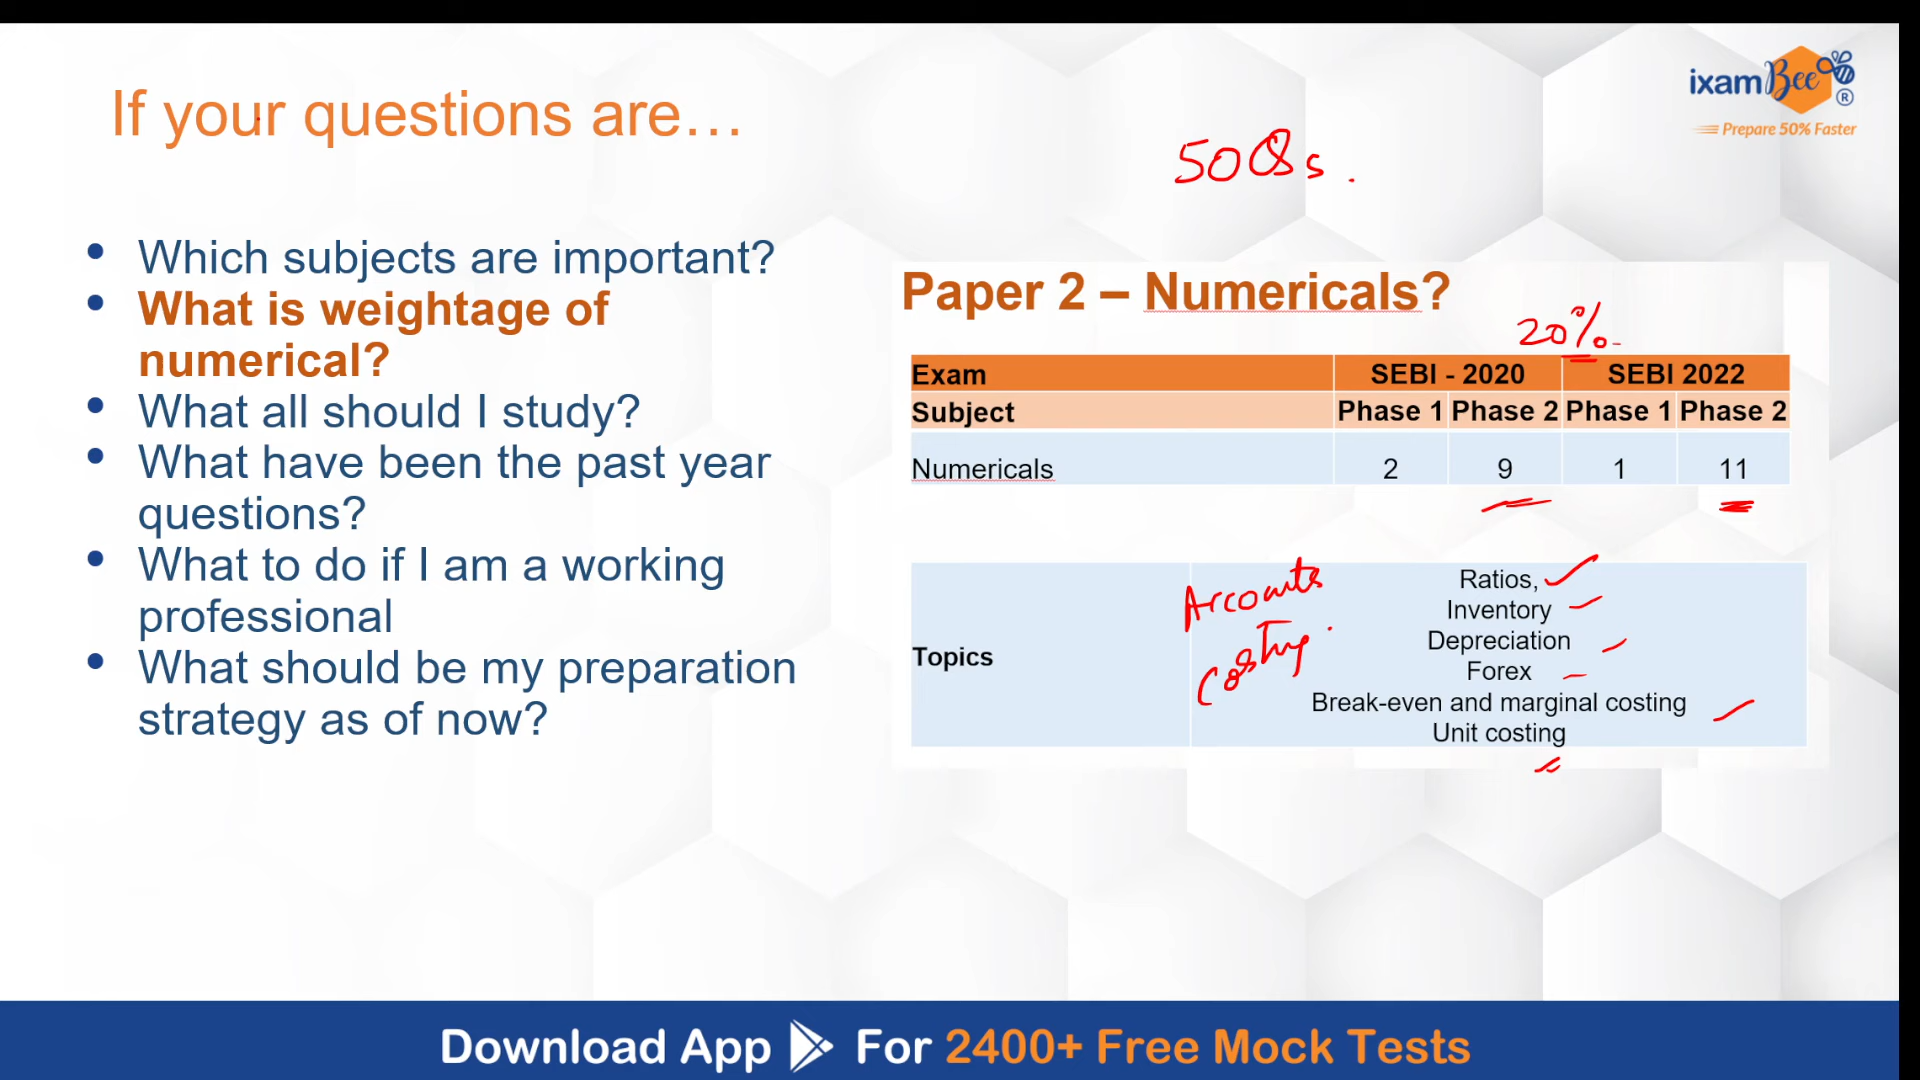 If your questions are...
ixamBee
®
Prepare 50% Faster
50Qs.
• Which subjects are important?
• What is weightage of
numerical?
• What all should I study?
• What have been the past year
questions?
• What to do if I am a working
professional
• What should be my preparation
strategy as of now?
Paper 2 – Numericals?
20%
Exam SEBI - 2020 SEBI 2022
Subject Phase 1 Phase 2 Phase 1 Phase 2
Numericals 2 9 1 11
Accounts
Costing
Topics
Ratios,
Inventory
Depreciation
Forex
Break-even and marginal costing
Unit costing
Download App For 2400+ Free Mock Tests